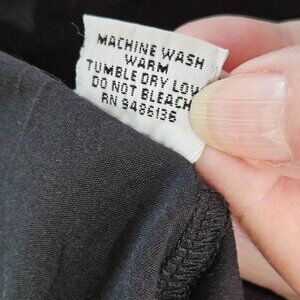 MACHINE WASH
WARM
TUMBLE DRY LOW
DO NOT BLEACH
RN 9486136